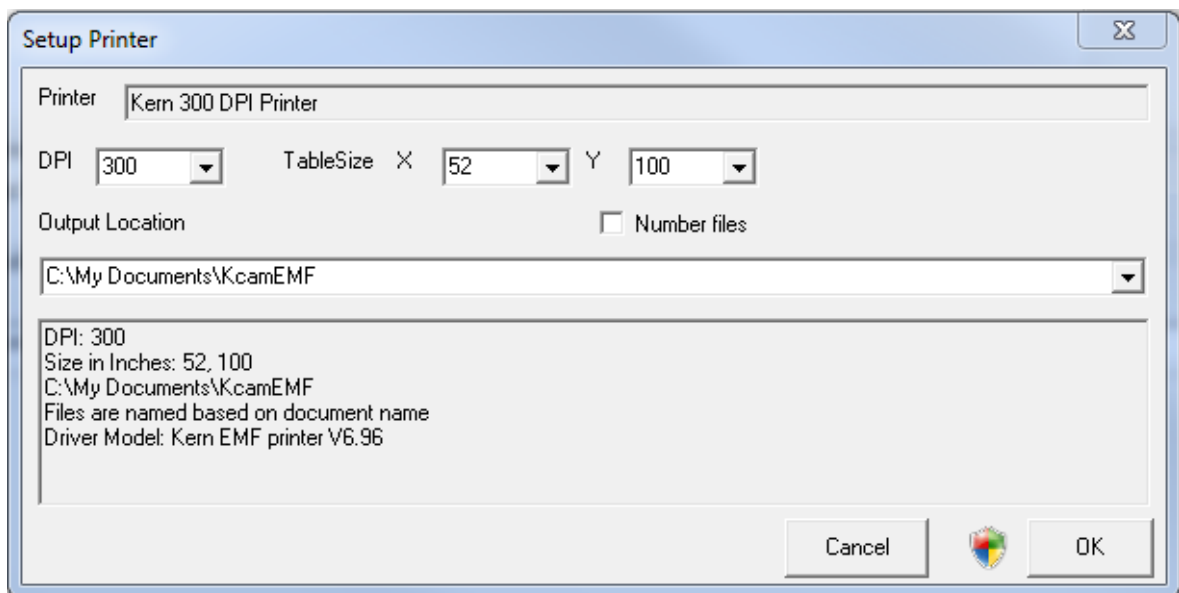 Setup Printer
Printer Kern 300 DPI Printer
DPI 300 TableSize X 52 Y 100
Output Location Number files
C:\My Documents\KcamEMF
DPI: 300
Size in Inches: 52, 100
C:\My Documents\KcamEMF
Files are named based on document name
Driver Model: Kern EMF printer V6.96
Cancel OK